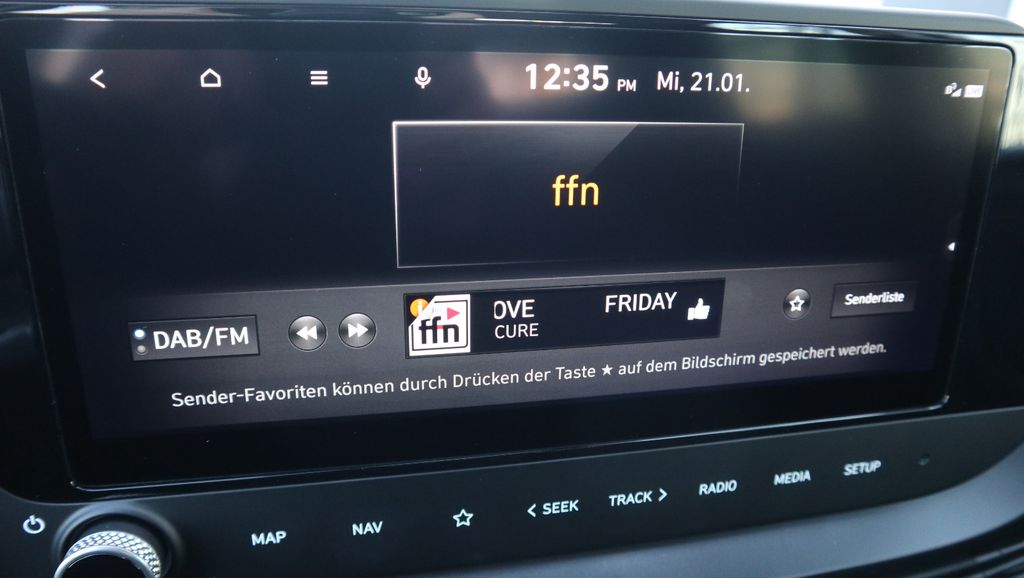 12:35 PM Mi, 21.01.
ffn
DAB/FM
ffn
OVE FRIDAY
CURE
Senderliste
Sender-Favoriten können durch Drücken der Taste ★ auf dem Bildschirm gespeichert werden.
MAP NAV < SEEK TRACK > RADIO MEDIA SETUP